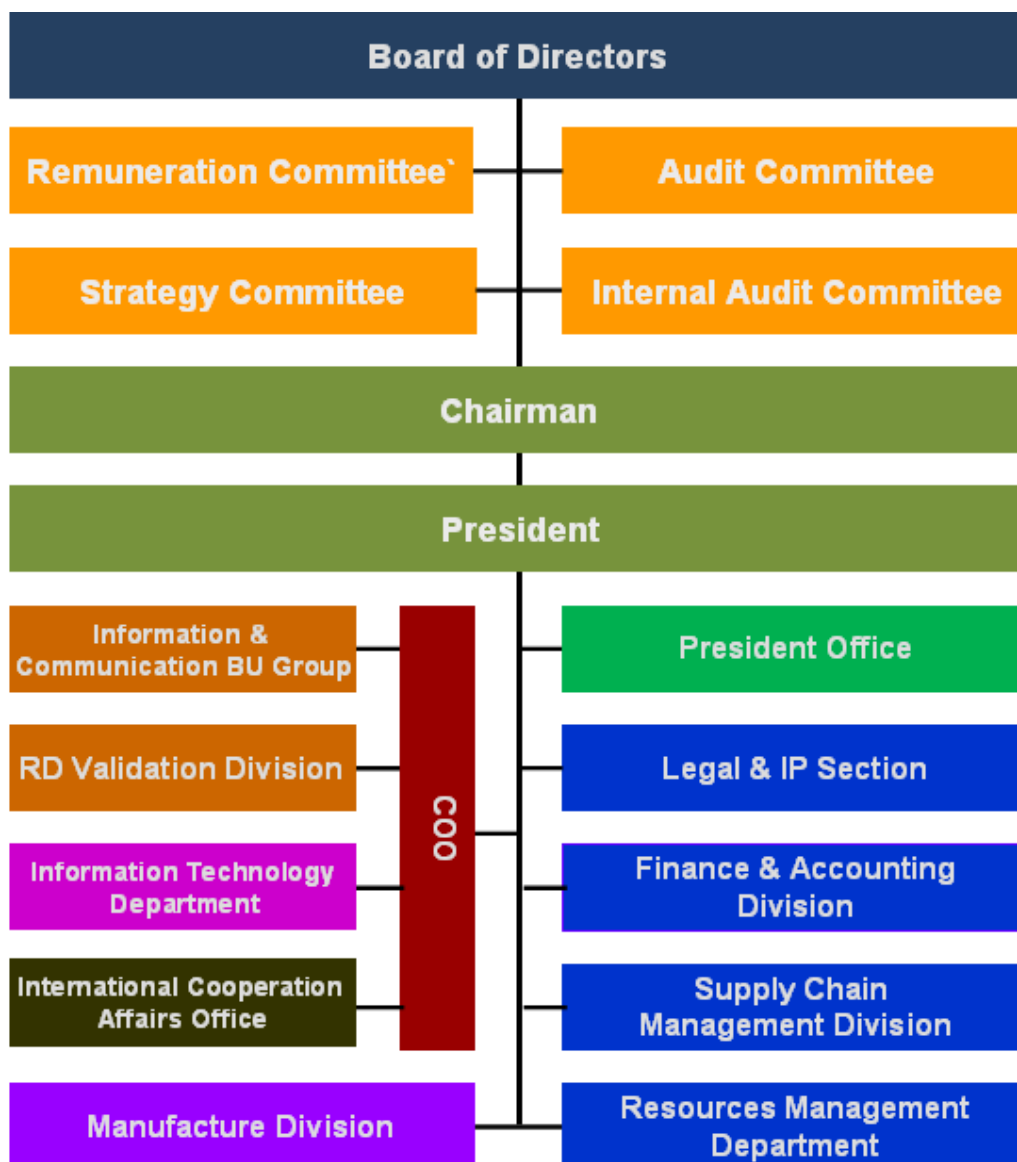 Board of Directors
Remuneration Committee`
Audit Committee
Strategy Committee
Internal Audit Committee
Chairman
President
Information &
Communication BU Group
President Office
RD Validation Division
Legal & IP Section
COO
Information Technology
Department
Finance & Accounting
Division
International Cooperation
Affairs Office
Supply Chain
Management Division
Manufacture Division
Resources Management
Department